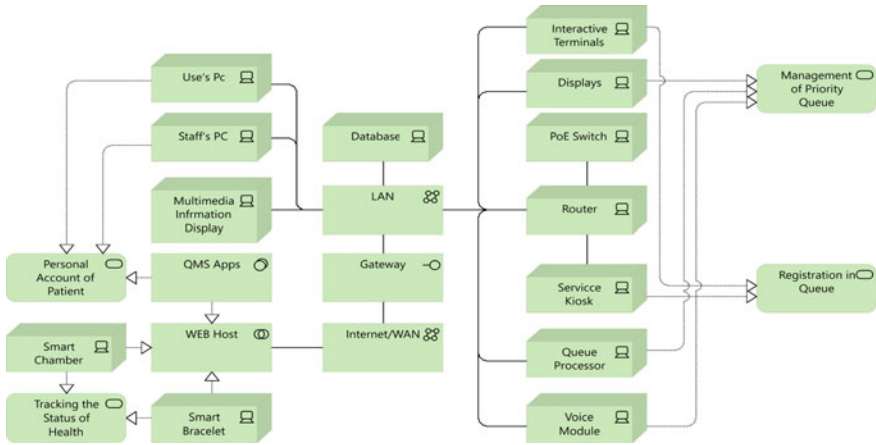 Interactive
Terminals
Use's Pc
Displays
Management
of Priority
Queue
Staff's PC
Database
PoE Switch
Multimedia
Infrmation
Display
LAN
Router
Personal
Account of
Patient
QMS Apps
Gateway
Servicce
Kiosk
Registration in
Queue
Smart
Chamber
WEB Host
Internet/WAN
Queue
Processor
Tracking the
Status of
Health
Smart
Bracelet
Voice
Module